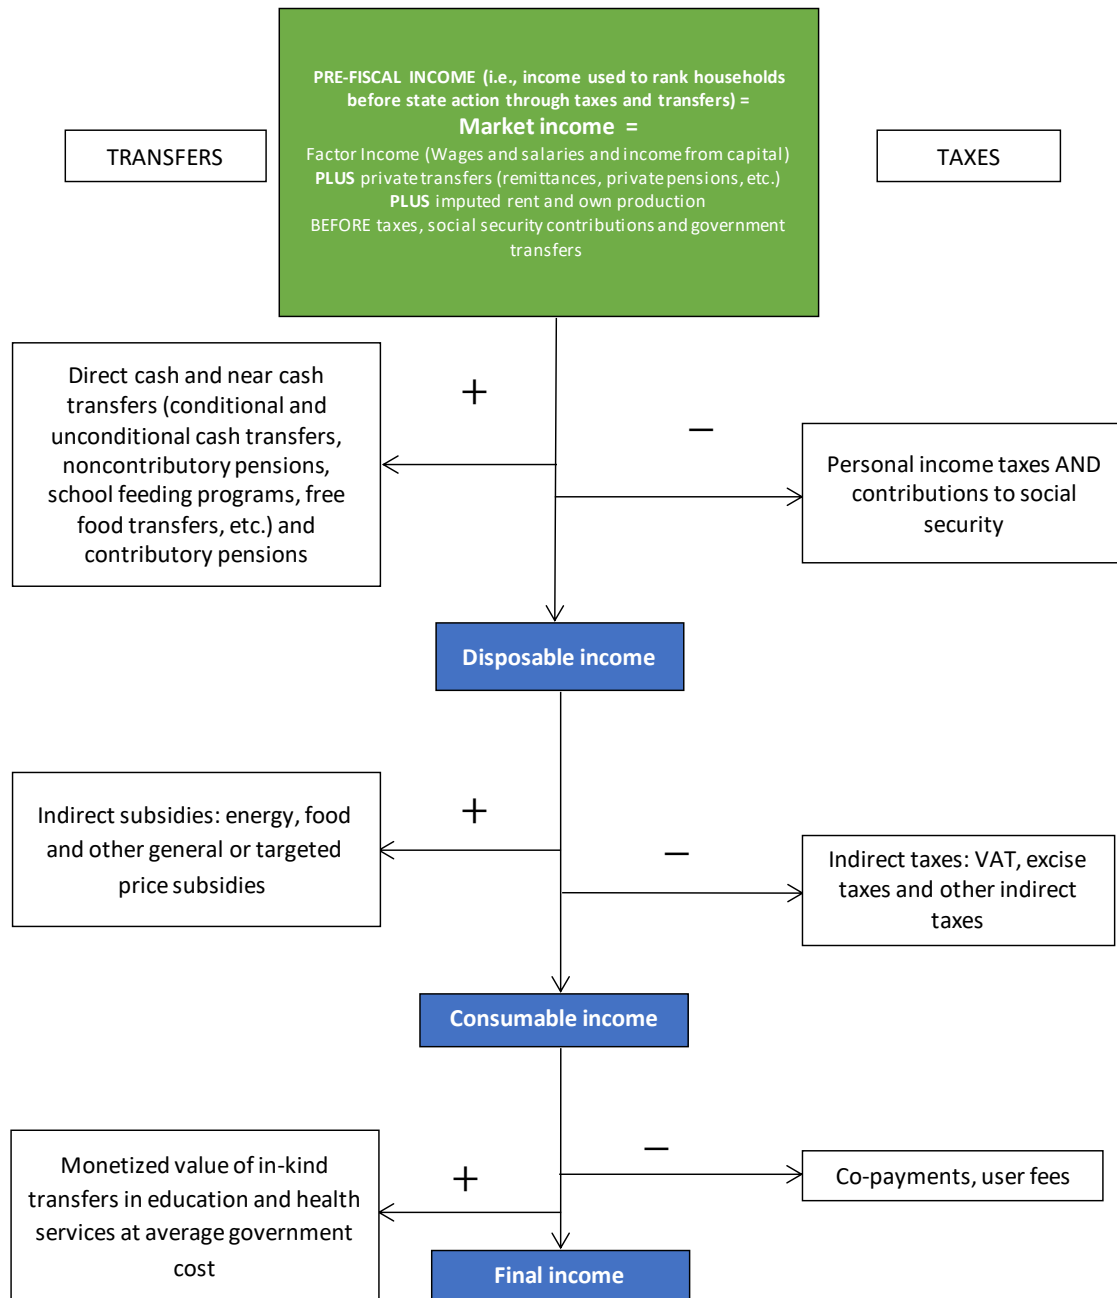 PRE-FISCAL INCOME (i.e., income used to rank households
before state action through taxes and transfers) =
Market income =
Factor Income (Wages and salaries and income from capital)
PLUS private transfers (remittances, private pensions, etc.)
PLUS imputed rent and own production
BEFORE taxes, social security contributions and government
transfers
TRANSFERS
TAXES
Direct cash and near cash
transfers (conditional and
unconditional cash transfers,
noncontributory pensions,
school feeding programs, free
food transfers, etc.) and
contributory pensions
+
−
Personal income taxes AND
contributions to social
security
Disposable income
Indirect subsidies: energy, food
and other general or targeted
price subsidies
+
−
Indirect taxes: VAT, excise
taxes and other indirect
taxes
Consumable income
Monetized value of in-kind
transfers in education and health
services at average government
cost
+
−
Co-payments, user fees
Final income